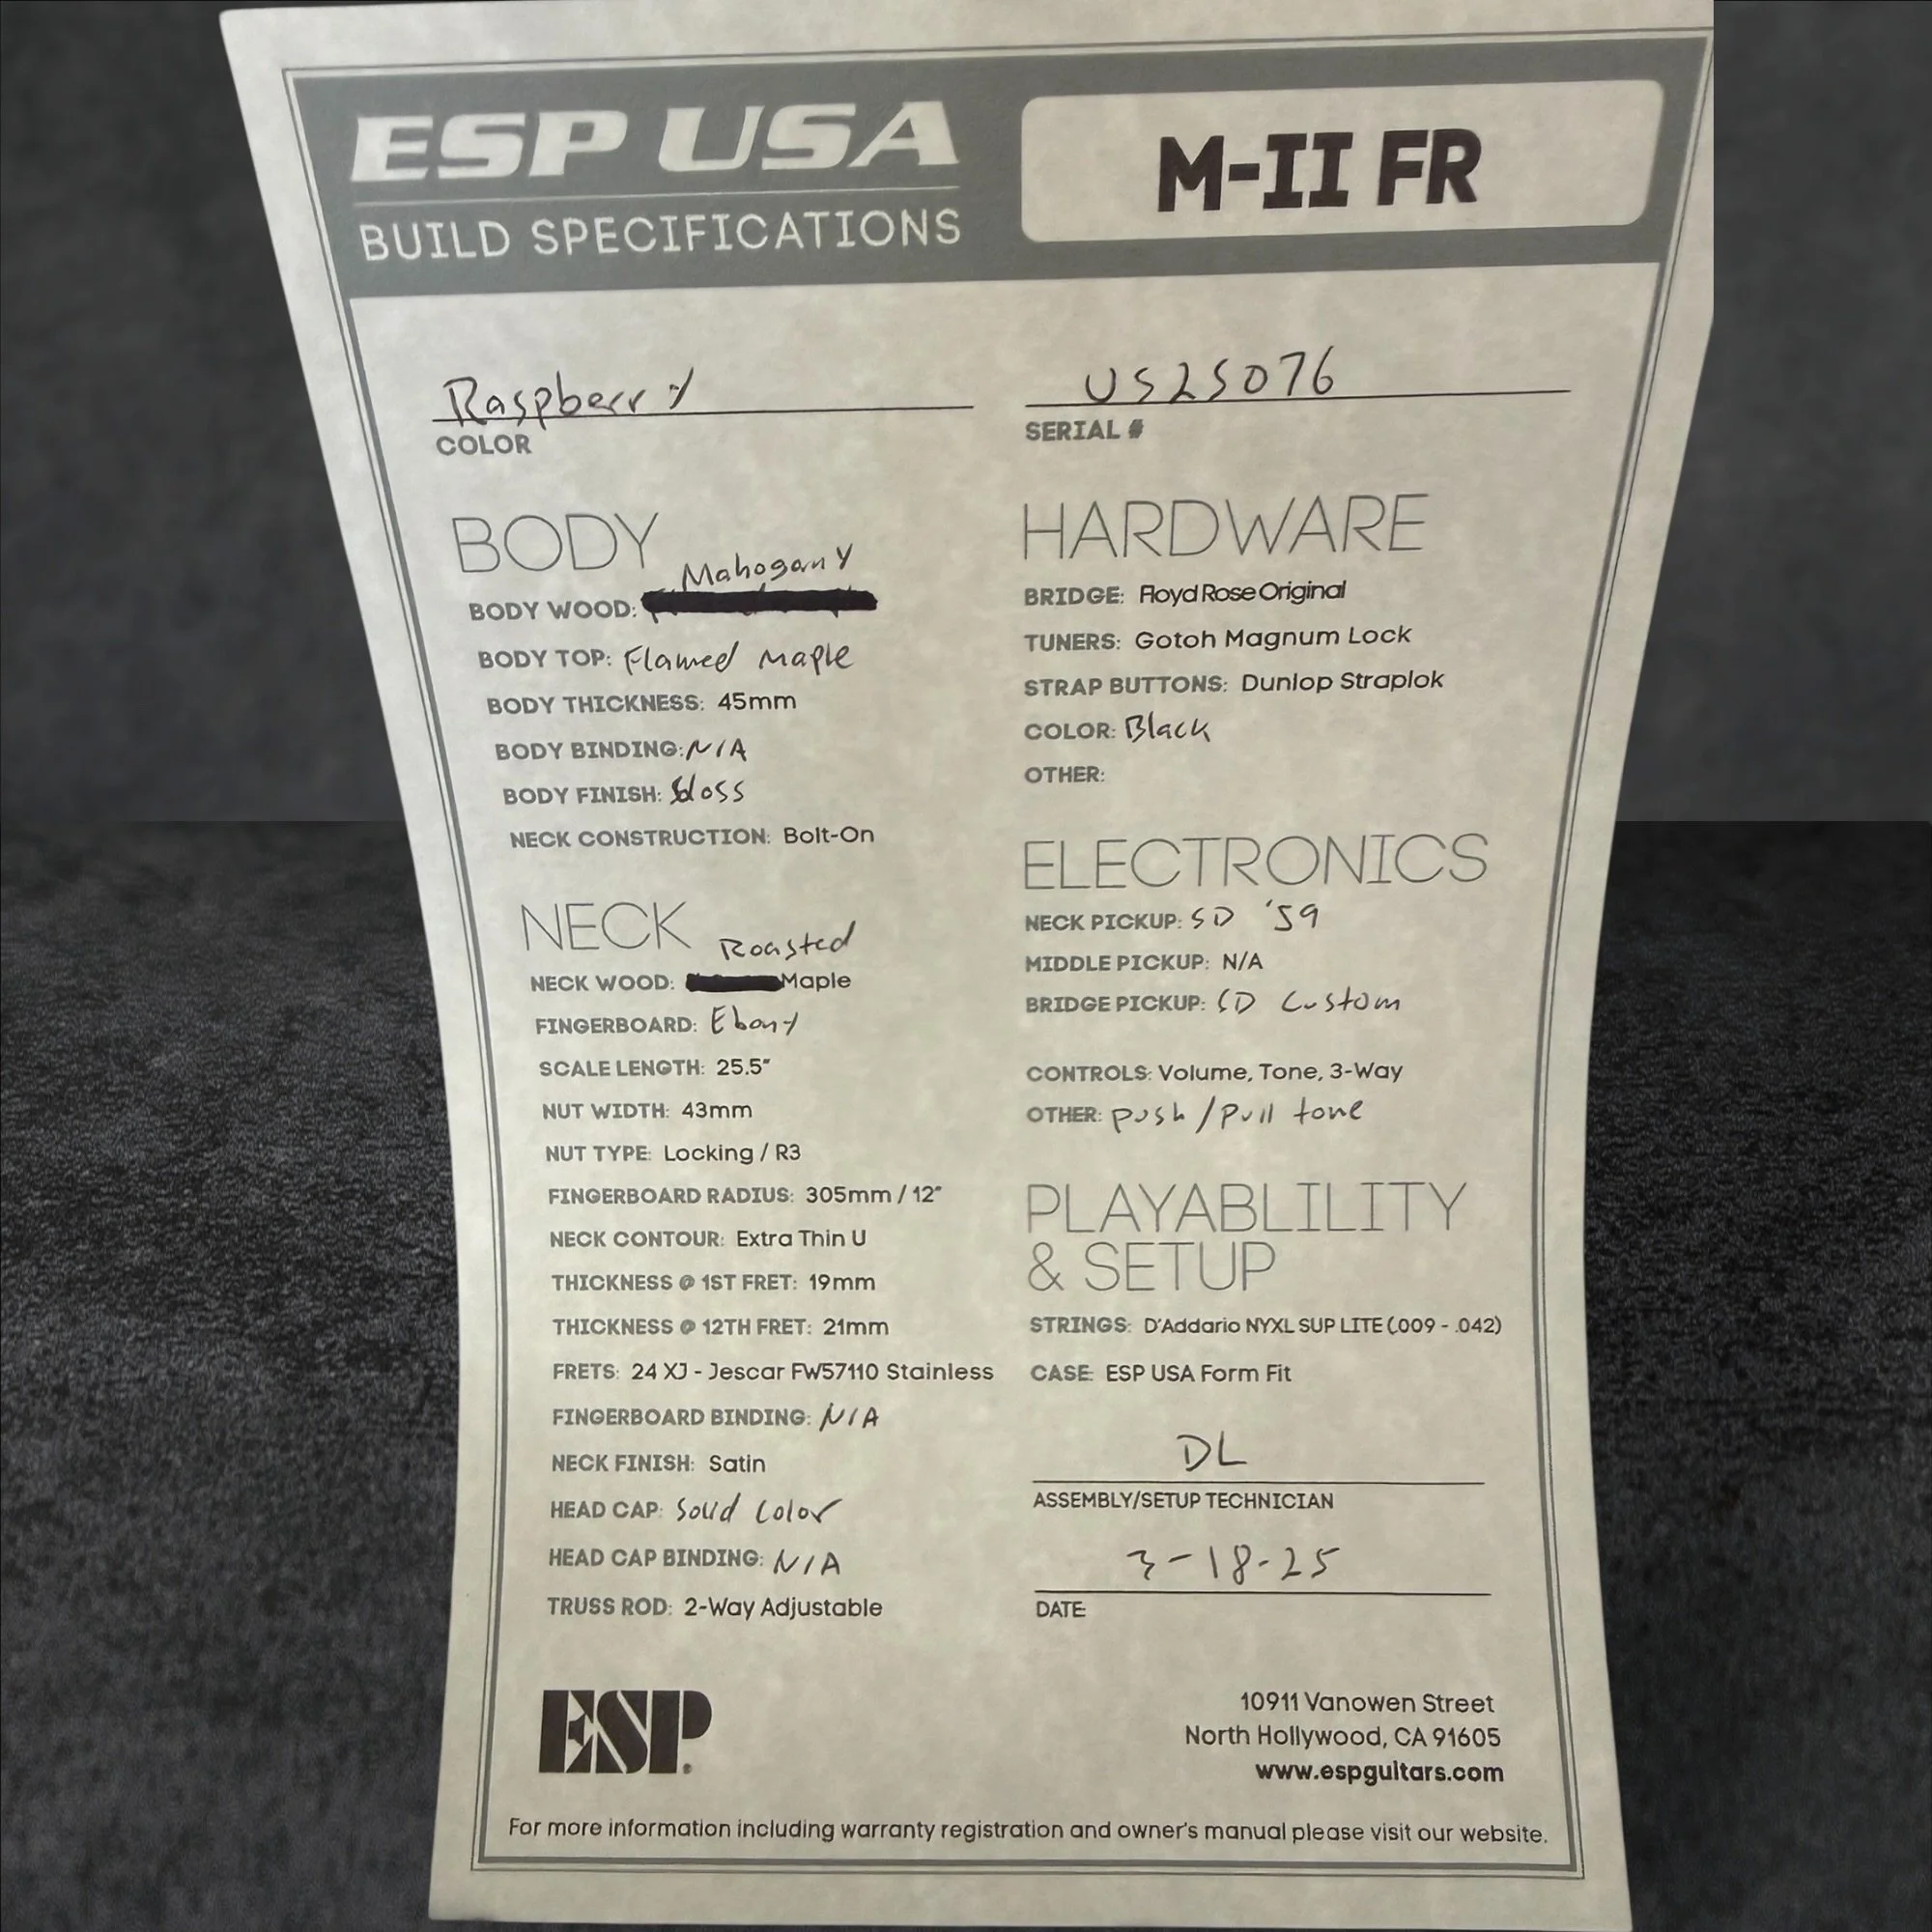 ESP USA
BUILD SPECIFICATIONS
M-II FR
Raspberry
COLOR
US25076
SERIAL #
BODY
Mahogany
BODY WOOD:
BODY TOP: Flamed Maple
BODY THICKNESS: 45mm
BODY BINDING: N/A
BODY FINISH: Gloss
NECK CONSTRUCTION: Bolt-On
NECK
Roasted
NECK WOOD: Maple
FINGERBOARD: Ebony
SCALE LENGTH: 25.5"
NUT WIDTH: 43mm
NUT TYPE: Locking / R3
FINGERBOARD RADIUS: 305mm / 12"
NECK CONTOUR: Extra Thin U
THICKNESS @ 1ST FRET: 19mm
THICKNESS @ 12TH FRET: 21mm
FRETS: 24 XJ - Jescar FW57110 Stainless
FINGERBOARD BINDING: N/A
NECK FINISH: Satin
HEAD CAP: Solid Color
HEAD CAP BINDING: N/A
TRUSS ROD: 2-Way Adjustable
HARDWARE
BRIDGE: Floyd Rose Original
TUNERS: Gotoh Magnum Lock
STRAP BUTTONS: Dunlop Straplok
COLOR: Black
OTHER:
ELECTRONICS
NECK PICKUP: SD '59
MIDDLE PICKUP: N/A
BRIDGE PICKUP: SD Custom
CONTROLS: Volume, Tone, 3-Way
OTHER: push/pull tone
PLAYABLILITY
& SETUP
STRINGS: D'Addario NYXL SUP LITE (.009 - .042)
CASE: ESP USA Form Fit
DL
ASSEMBLY/SETUP TECHNICIAN
3-18-25
DATE
ESP
10911 Vanowen Street
North Hollywood, CA 91605
www.espguitars.com
For more information including warranty registration and owner's manual please visit our website.